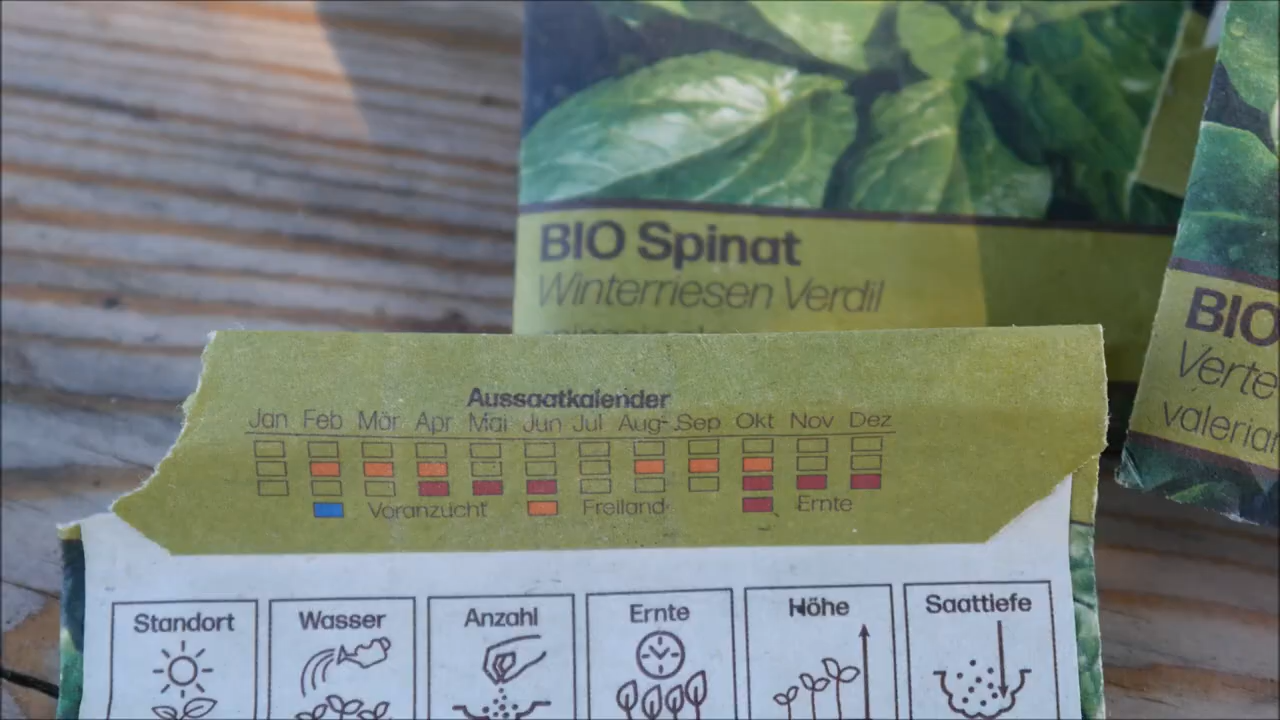 BIO Spinat
Winterriesen Verdil
BIO
Verte
valerian
Aussaatkalender
Jan Feb Mär Apr Mai Jun Jul Aug Sep Okt Nov Dez
Voranzucht Freiland Ernte
Standort Wasser Anzahl Ernte Höhe Saattiefe